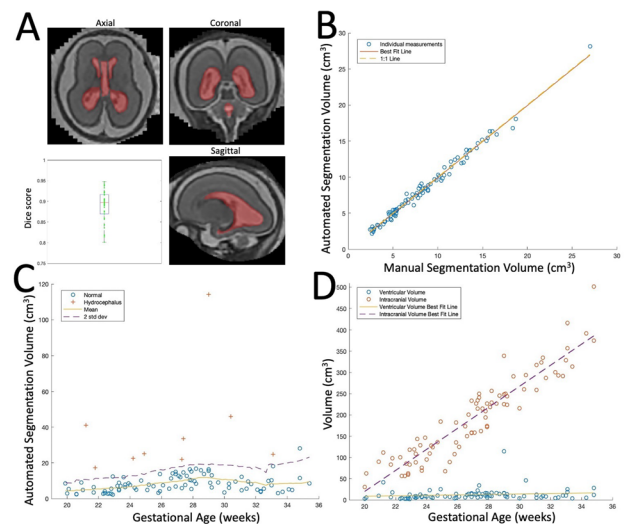 A
Axial
Coronal
Sagittal
Dice score
1
0.95
0.9
0.85
0.8
0.75
B
Automated Segmentation Volume (cm3)
30
25
20
15
10
5
0
Individual measurements
Best Fit Line
1:1 Line
0 5 10 15 20 25 30
Manual Segmentation Volume (cm3)
C
Automated Segmentation Volume (cm3)
120
100
80
60
40
20
0
Normal
Hydrocephalus
Mean
2 std dev
20 22 24 26 28 30 32 34 36
Gestational Age (weeks)
D
Volume (cm3)
500
450
400
350
300
250
200
150
100
50
0
Ventricular Volume
Intracranial Volume
Ventricular Volume Best Fit Line
Intracranial Volume Best Fit Line
20 22 24 26 28 30 32 34 36
Gestational Age (weeks)